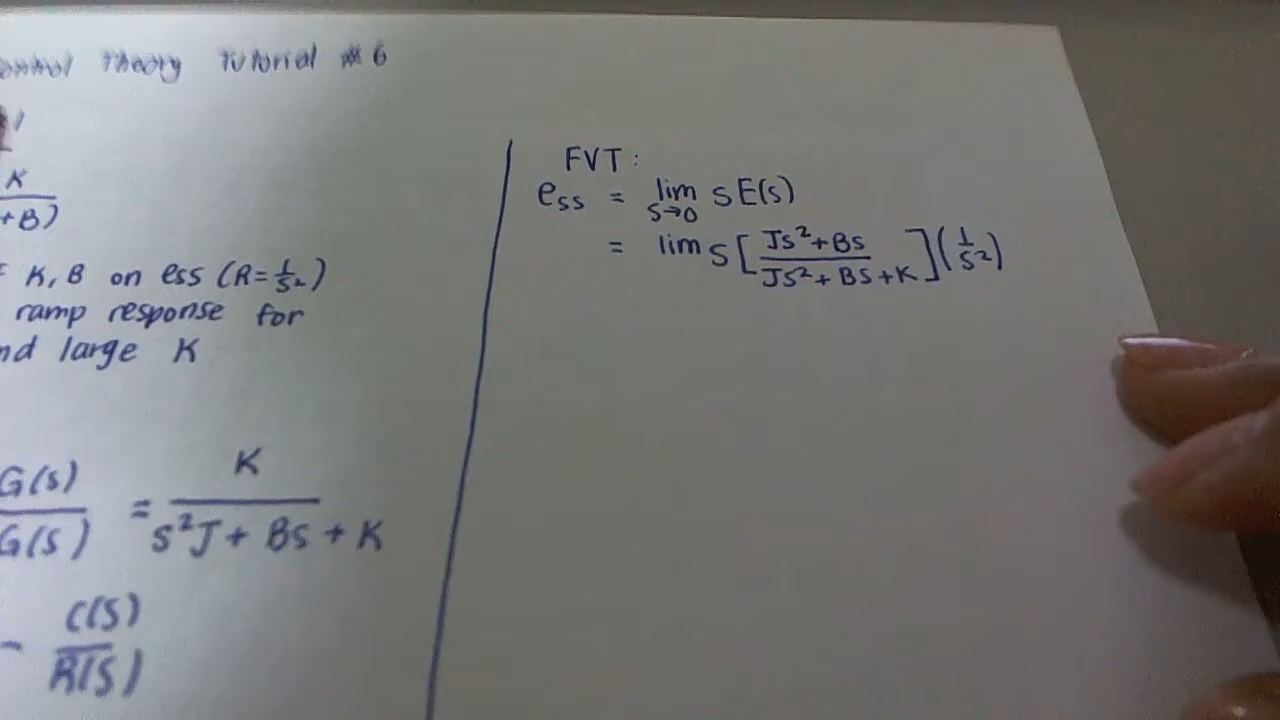 Theory Tutorial #6
K
+B)
K, B on ess (R=1/s²)
ramp response for
large K
G(s)
G(s)
= K
s²J + Bs + K
- C(s)
R(s)
FVT:
ess = lim s→0 sE(s)
= lim s[Js²+Bs / Js²+Bs+K](1/s²)